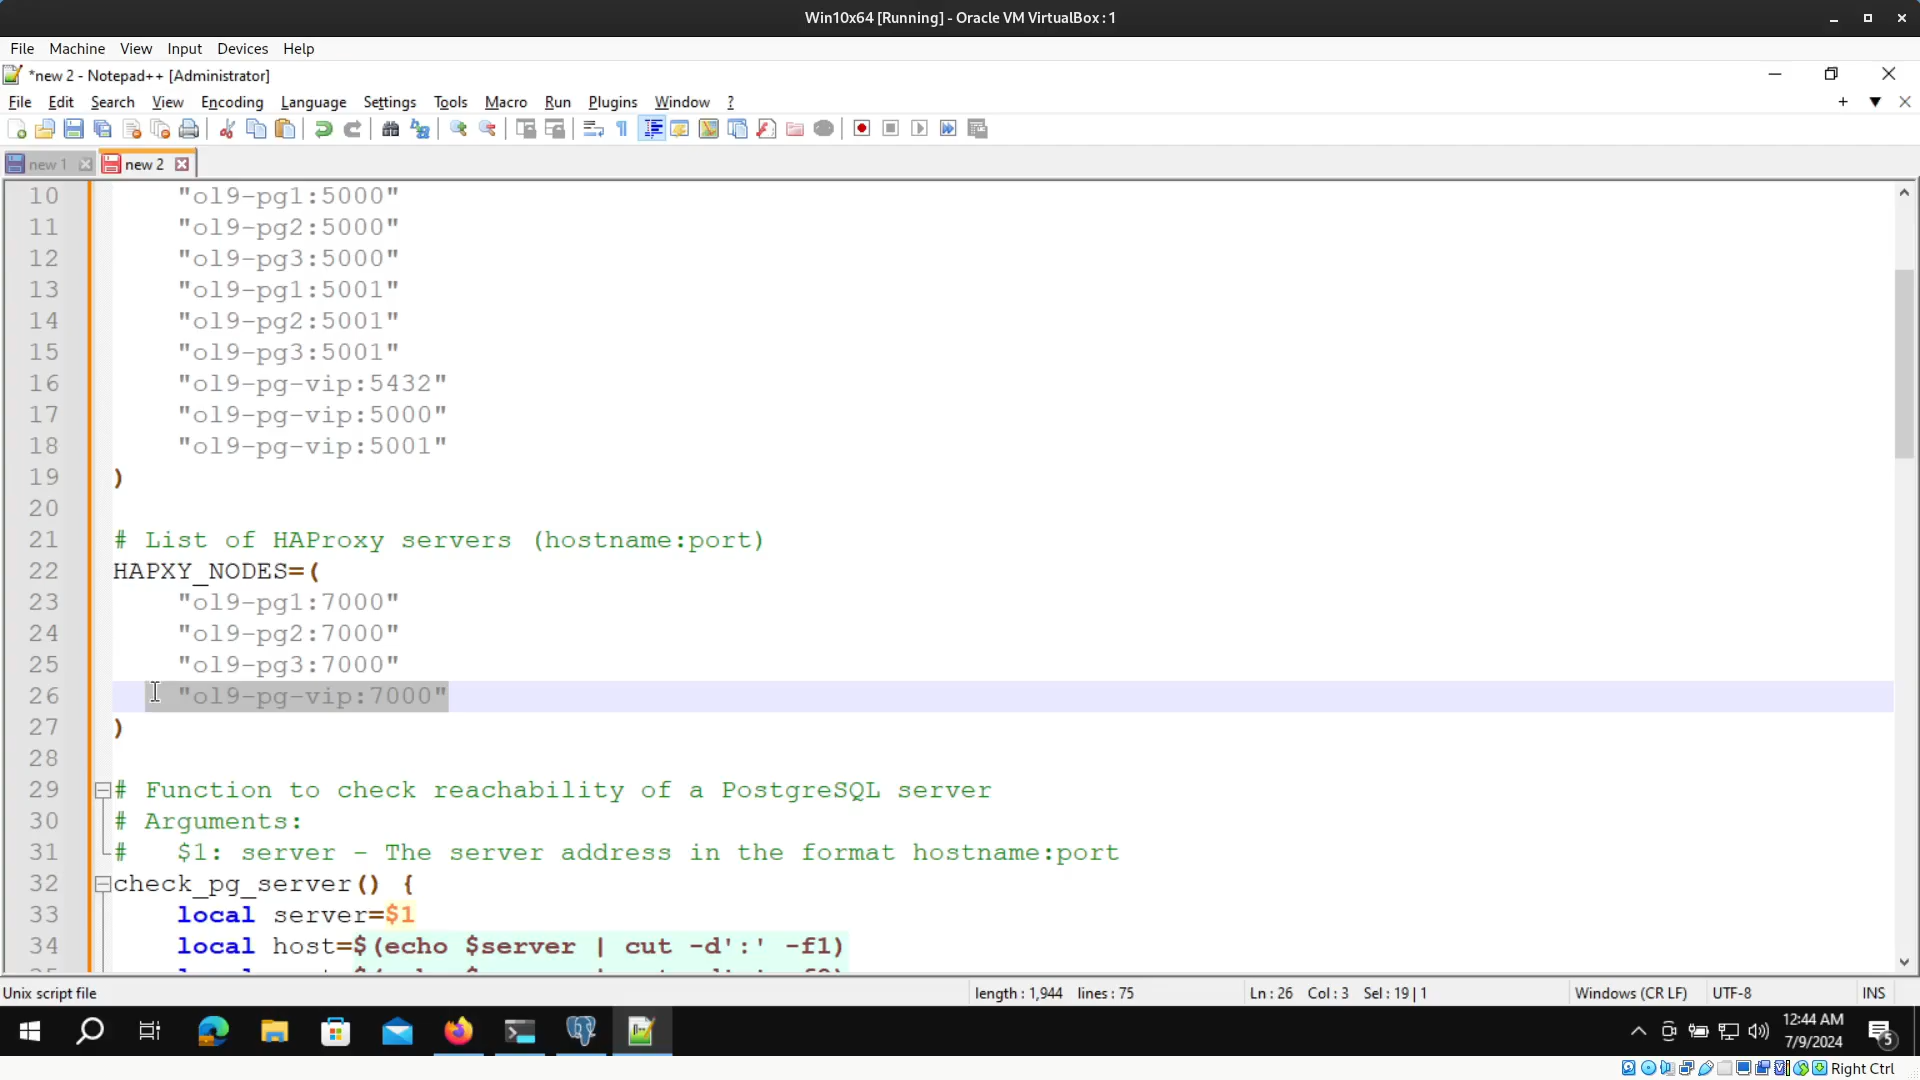 Win10x64 [Running] - Oracle VM VirtualBox : 1
File Machine View Input Devices Help
*new 2 - Notepad++ [Administrator]
File Edit Search View Encoding Language Settings Tools Macro Run Plugins Window ?
new 1 new 2
10 "ol9-pg1:5000"
11 "ol9-pg2:5000"
12 "ol9-pg3:5000"
13 "ol9-pg1:5001"
14 "ol9-pg2:5001"
15 "ol9-pg3:5001"
16 "ol9-pg-vip:5432"
17 "ol9-pg-vip:5000"
18 "ol9-pg-vip:5001"
19 )
20
21 # List of HAProxy servers (hostname:port)
22 HAPXY_NODES=(
23 "ol9-pg1:7000"
24 "ol9-pg2:7000"
25 "ol9-pg3:7000"
26 "ol9-pg-vip:7000"
27 )
28
29 # Function to check reachability of a PostgreSQL server
30 # Arguments:
31 # $1: server - The server address in the format hostname:port
32 check_pg_server() {
33 local server=$1
34 local host=$(echo $server | cut -d':' -f1)
Unix script file length : 1,944 lines : 75 Ln : 26 Col : 3 Sel : 19 | 1 Windows (CR LF) UTF-8 INS
12:44 AM
7/9/2024
5
Right Ctrl